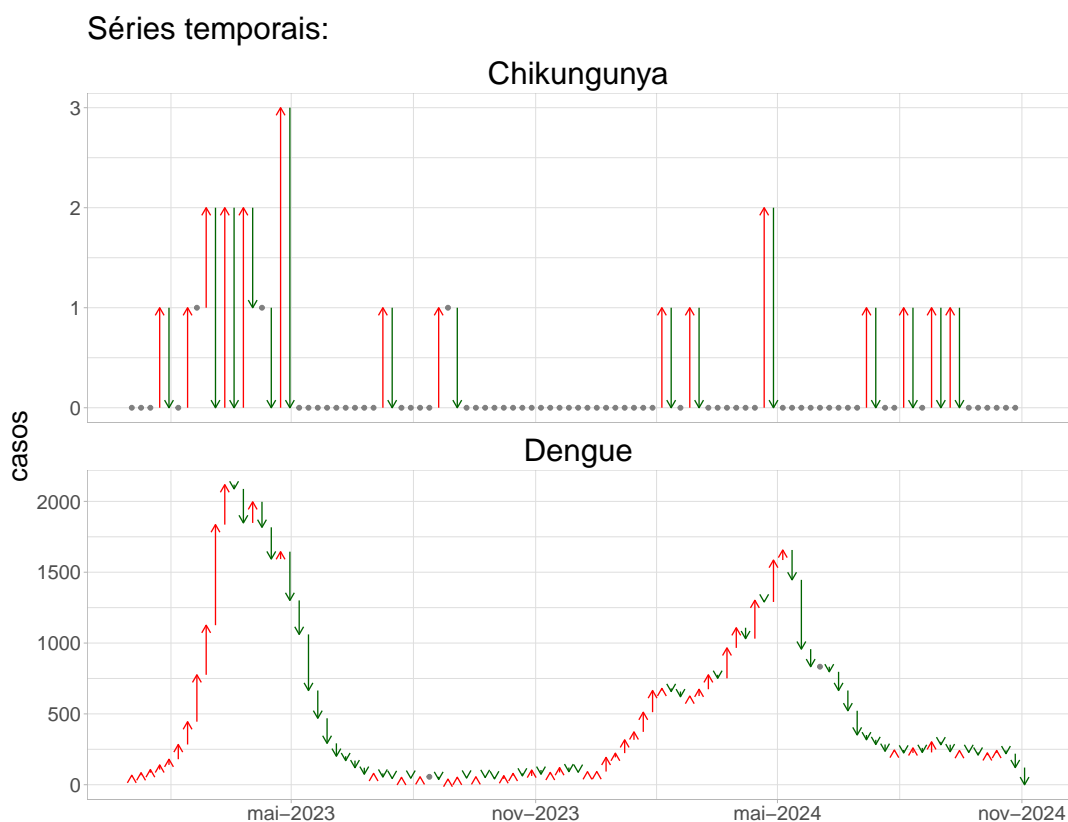 Séries temporais:
Chikungunya
3
2
1
0
casos
Dengue
2000
1500
1000
500
0
mai−2023
nov−2023
mai−2024
nov−2024